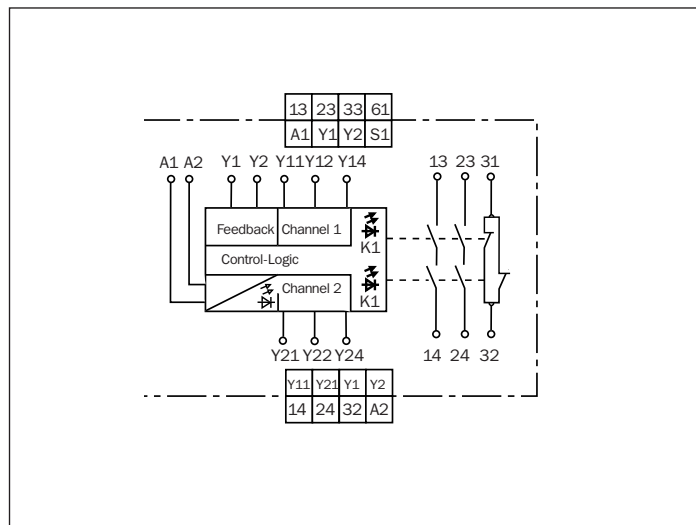 13 23 33 61
A1 Y1 Y2 S1
A1 A2 Y1 Y2 Y11 Y12 Y14 13 23 31
Feedback Channel 1
K1
Control-Logic
Channel 2 K1
Y21 Y22 Y24 14 24 32
Y11 Y21 Y1 Y2
14 24 32 A2